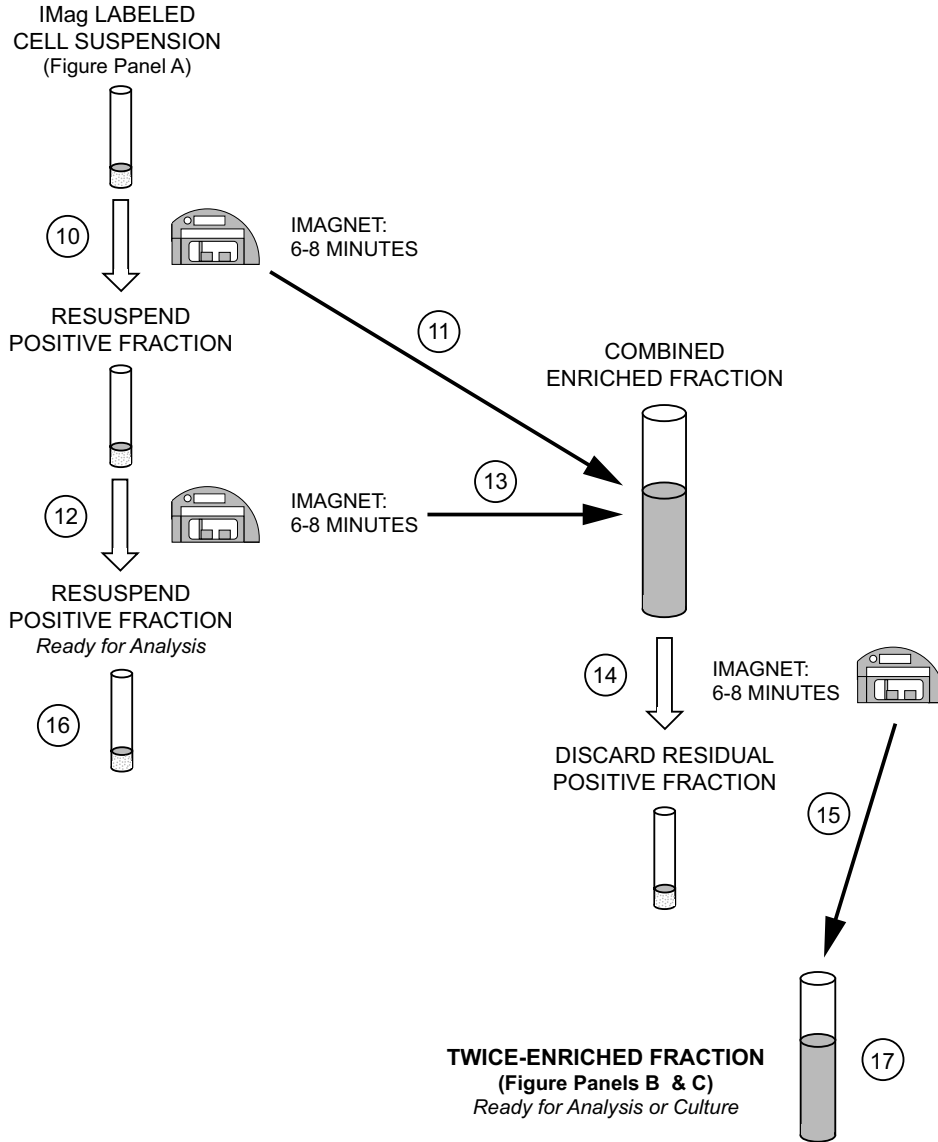 IMag LABELED
CELL SUSPENSION
(Figure Panel A)
10
IMAGNET:
6-8 MINUTES
11
RESUSPEND
POSITIVE FRACTION
COMBINED
ENRICHED FRACTION
12
IMAGNET:
6-8 MINUTES
13
RESUSPEND
POSITIVE FRACTION
Ready for Analysis
16
14
IMAGNET:
6-8 MINUTES
DISCARD RESIDUAL
POSITIVE FRACTION
15
TWICE-ENRICHED FRACTION
(Figure Panels B & C)
Ready for Analysis or Culture
17